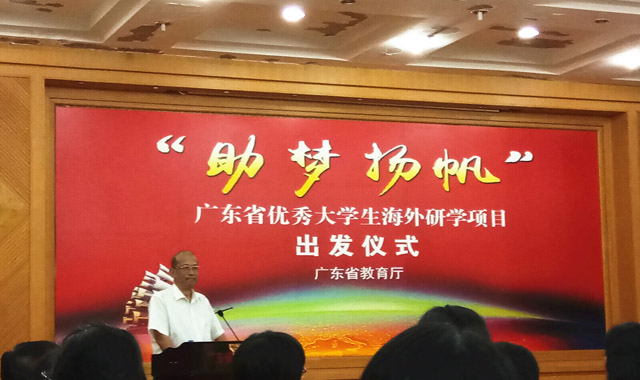 “助梦扬帆”
广东省优秀大学生海外研学项目
出发仪式
广东省教育厅